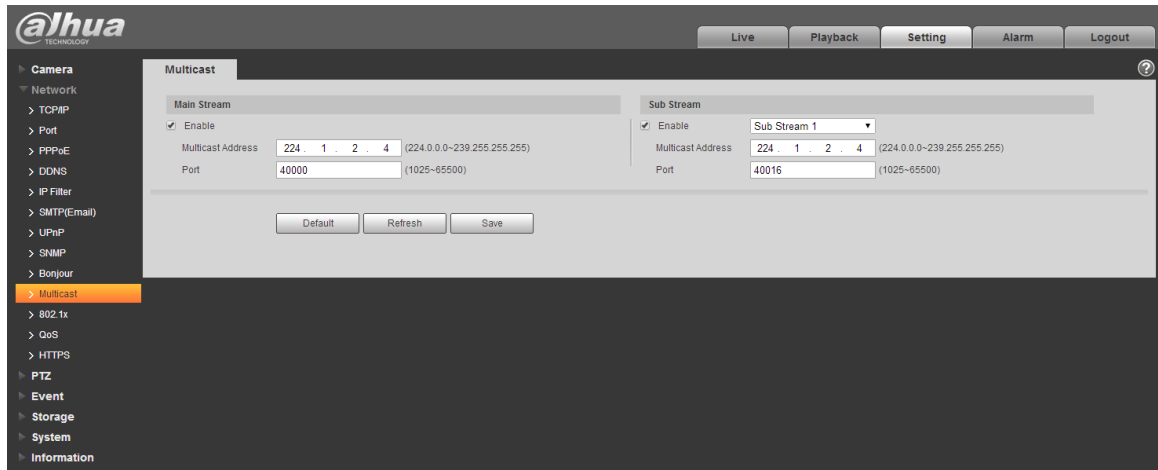 alhua
TECHNOLOGY
Live Playback Setting Alarm Logout
Camera
Network
> TCP/IP
> Port
> PPPoE
> DDNS
> IP Filter
> SMTP(Email)
> UPnP
> SNMP
> Bonjour
> Multicast
> 802.1x
> QoS
> HTTPS
PTZ
Event
Storage
System
Information
Multicast ?
Main Stream
Enable
Multicast Address 224 . 1 . 2 . 4 (224.0.0.0~239.255.255.255)
Port 40000 (1025~65500)
Sub Stream
Enable Sub Stream 1
Multicast Address 224 . 1 . 2 . 4 (224.0.0.0~239.255.255.255)
Port 40016 (1025~65500)
Default Refresh Save